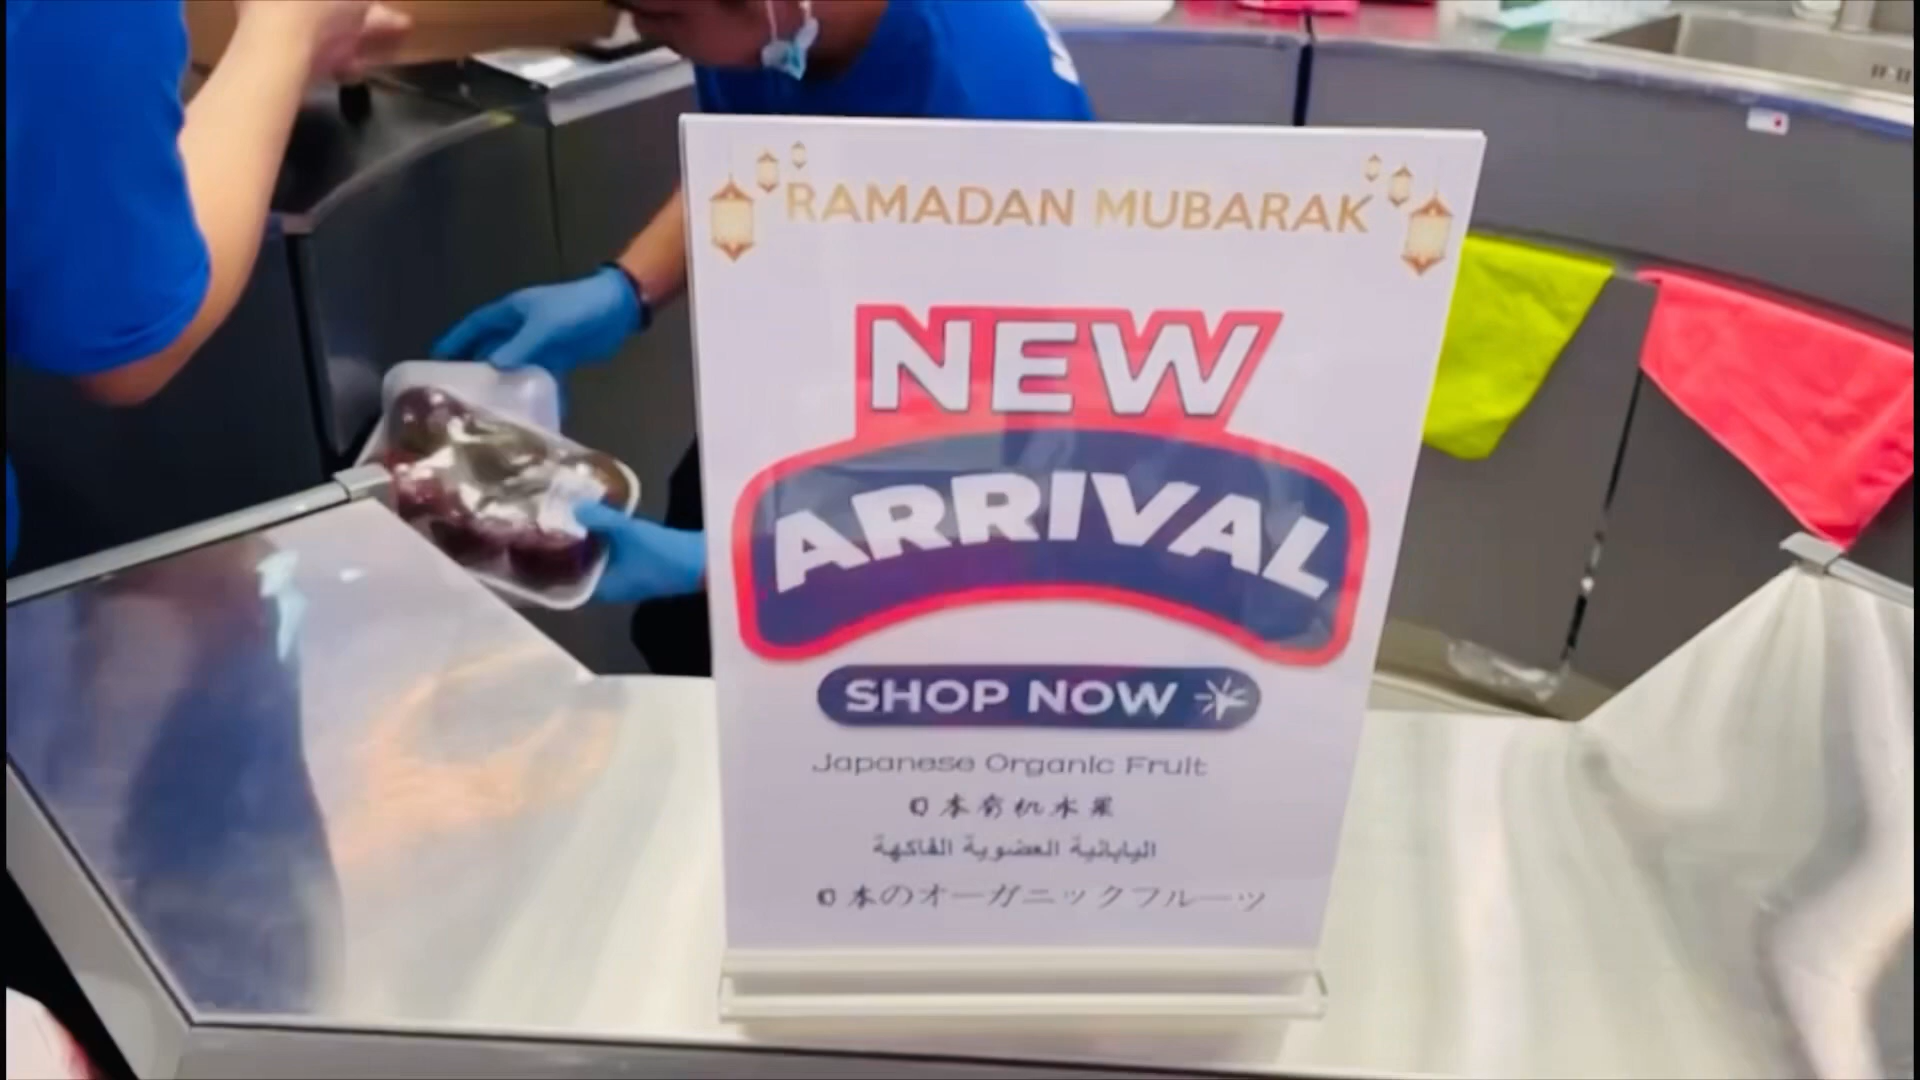 RAMADAN MUBARAK
NEW
ARRIVAL
SHOP NOW
Japanese Organic Fruit
日本有机水果
اليابانية العضوية الفاكهة
日本のオーガニックフルーツ